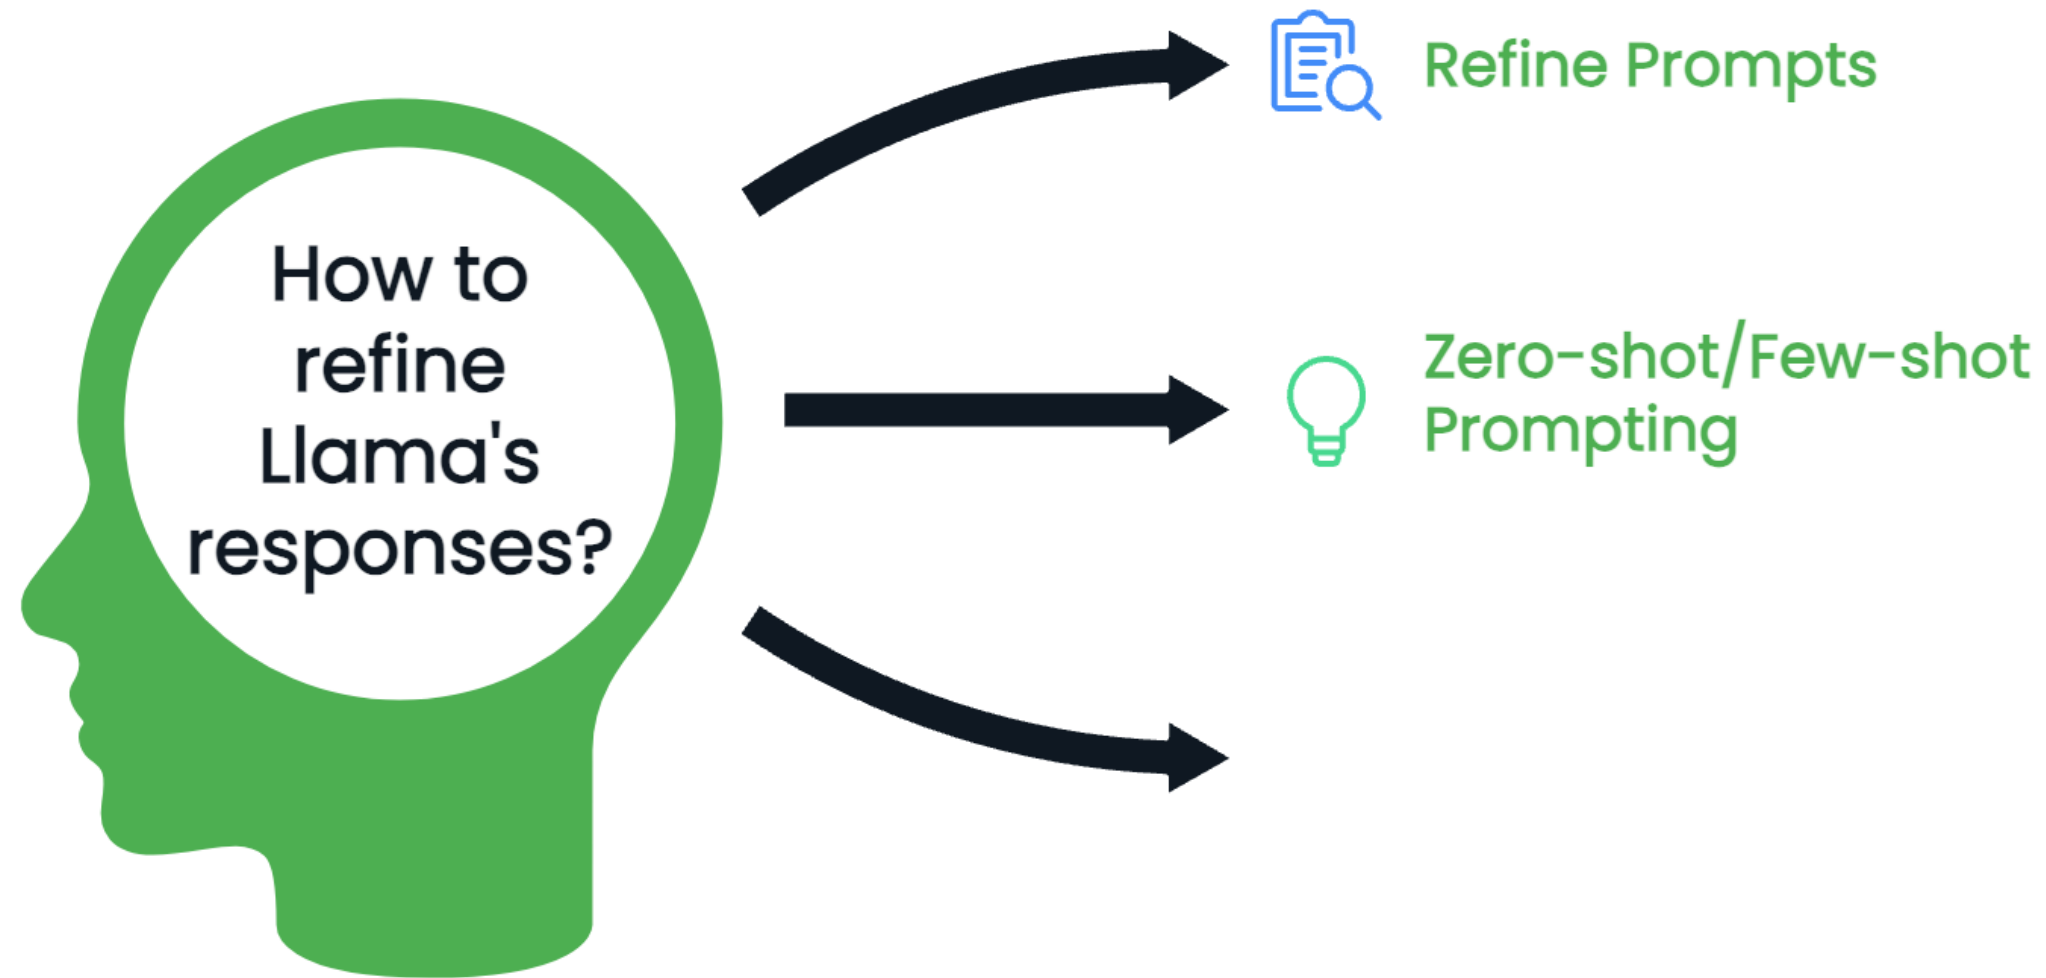 How to
refine
Llama's
responses?
Refine Prompts
Zero-shot/Few-shot
Prompting